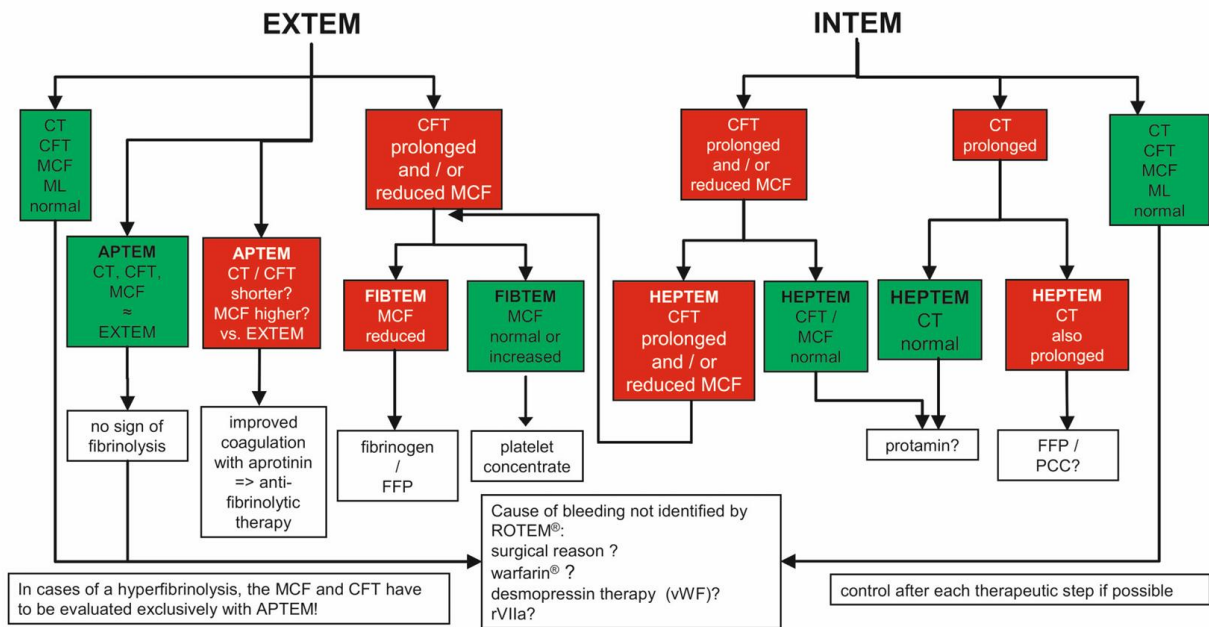 EXTEM
INTEM
CT
CFT
MCF
ML
normal
CFT
prolonged
and / or
reduced MCF
CFT
prolonged
and / or
reduced MCF
CT
prolonged
CT
CFT
MCF
ML
normal
APTEM
CT, CFT,
MCF
≈
EXTEM
APTEM
CT / CFT
shorter?
MCF higher?
vs. EXTEM
FIBTEM
MCF
reduced
FIBTEM
MCF
normal or
increased
HEPTEM
CFT
prolonged
and / or
reduced MCF
HEPTEM
CFT /
MCF
normal
HEPTEM
CT
normal
HEPTEM
CT
also
prolonged
no sign of
fibrinolysis
improved
coagulation
with aprotinin
=> anti-
fibrinolytic
therapy
fibrinogen
/
FFP
platelet
concentrate
protamin?
FFP /
PCC?
Cause of bleeding not identified by
ROTEM®:
surgical reason ?
warfarin® ?
desmopressin therapy (vWF)?
rVIIa?
In cases of a hyperfibrinolysis, the MCF and CFT have
to be evaluated exclusively with APTEM!
control after each therapeutic step if possible